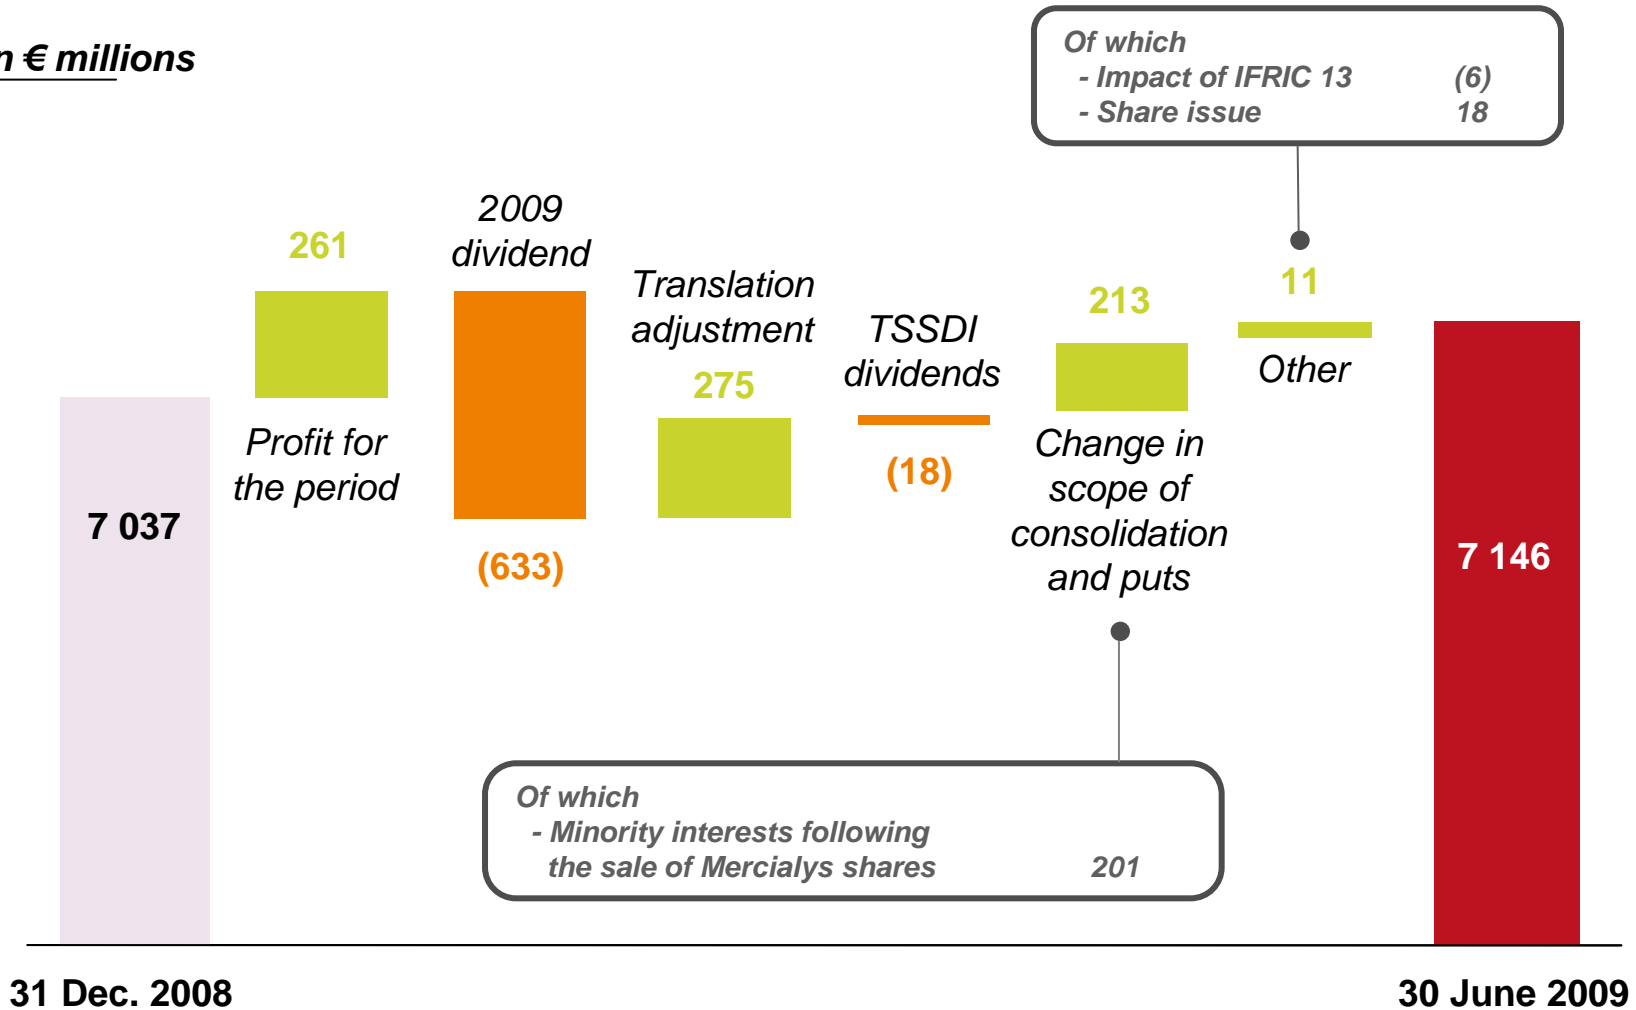 n € millions
Of which
- Impact of IFRIC 13 (6)
- Share issue 18
261
Profit for
the period
2009
dividend
(633)
Translation
adjustment
275
TSSDI
dividends
(18)
213
Change in
scope of
consolidation
and puts
11
Other
7 037
7 146
Of which
- Minority interests following
the sale of Mercialys shares 201
31 Dec. 2008
30 June 2009